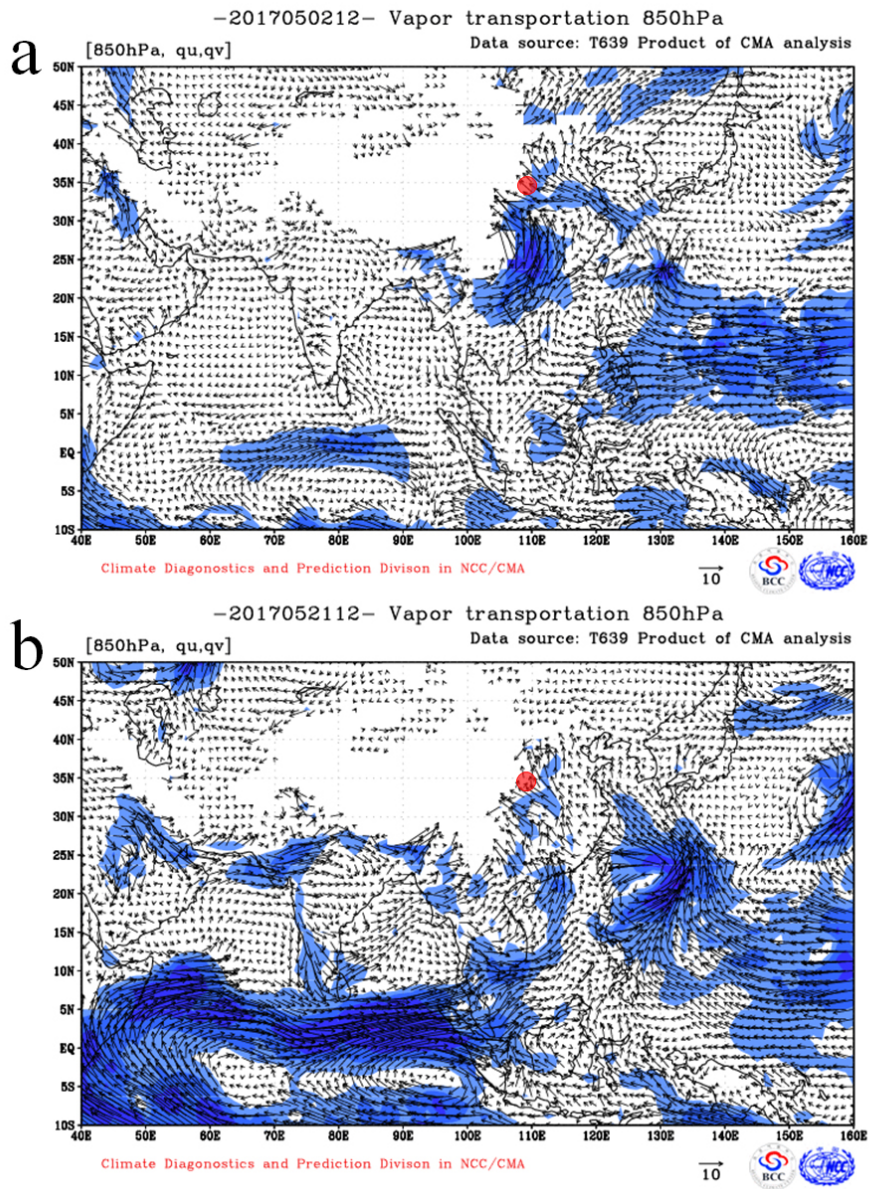 -2017050212- Vapor transportation 850hPa
a
[850hPa, qu,qv]
Data source: T639 Product of CMA analysis
50N
45N
40N
35N
30N
25N
20N
15N
10N
5N
EQ
5S
10S
40E 50E 60E 70E 80E 90E 100E 110E 120E 130E 140E 150E 160E
Climate Diagonostics and Prediction Divison in NCC/CMA
10
BCC
NCC
-2017052112- Vapor transportation 850hPa
b
[850hPa, qu,qv]
Data source: T639 Product of CMA analysis
50N
45N
40N
35N
30N
25N
20N
15N
10N
5N
EQ
5S
10S
40E 50E 60E 70E 80E 90E 100E 110E 120E 130E 140E 150E 160E
Climate Diagonostics and Prediction Divison in NCC/CMA
10
BCC
NCC